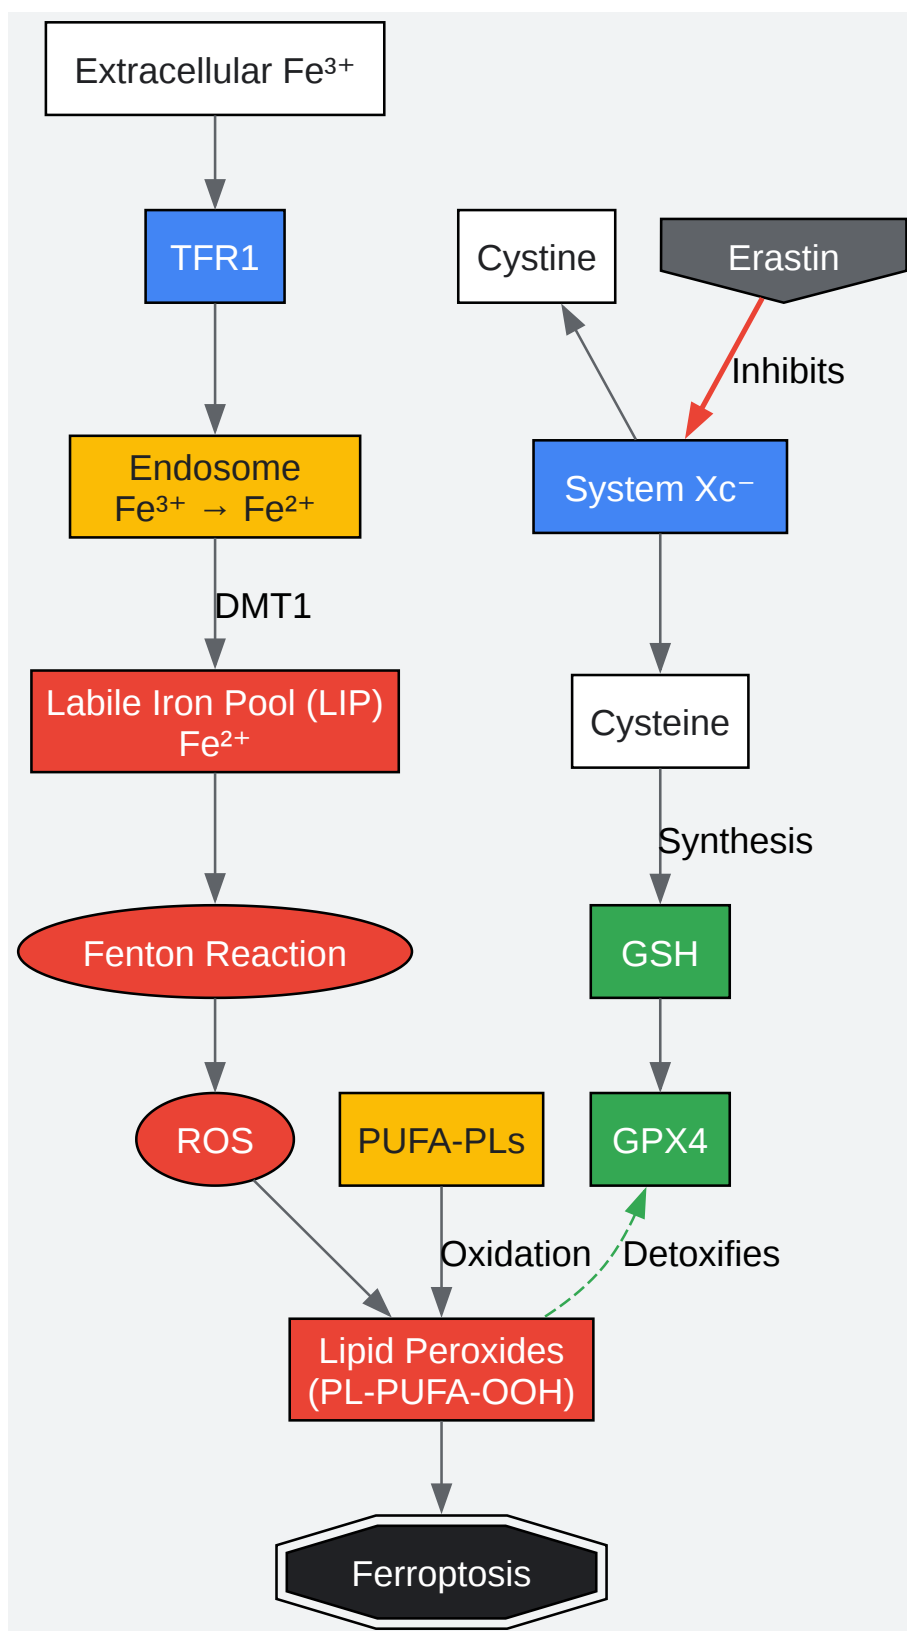 Extracellular Fe³⁺
TFR1
Cystine
Erastin
Inhibits
Endosome
Fe³⁺ → Fe²⁺
System Xc⁻
DMT1
Labile Iron Pool (LIP)
Fe²⁺
Cysteine
Synthesis
Fenton Reaction
GSH
ROS
PUFA-PLs
GPX4
Oxidation
Detoxifies
Lipid Peroxides
(PL-PUFA-OOH)
Ferroptosis